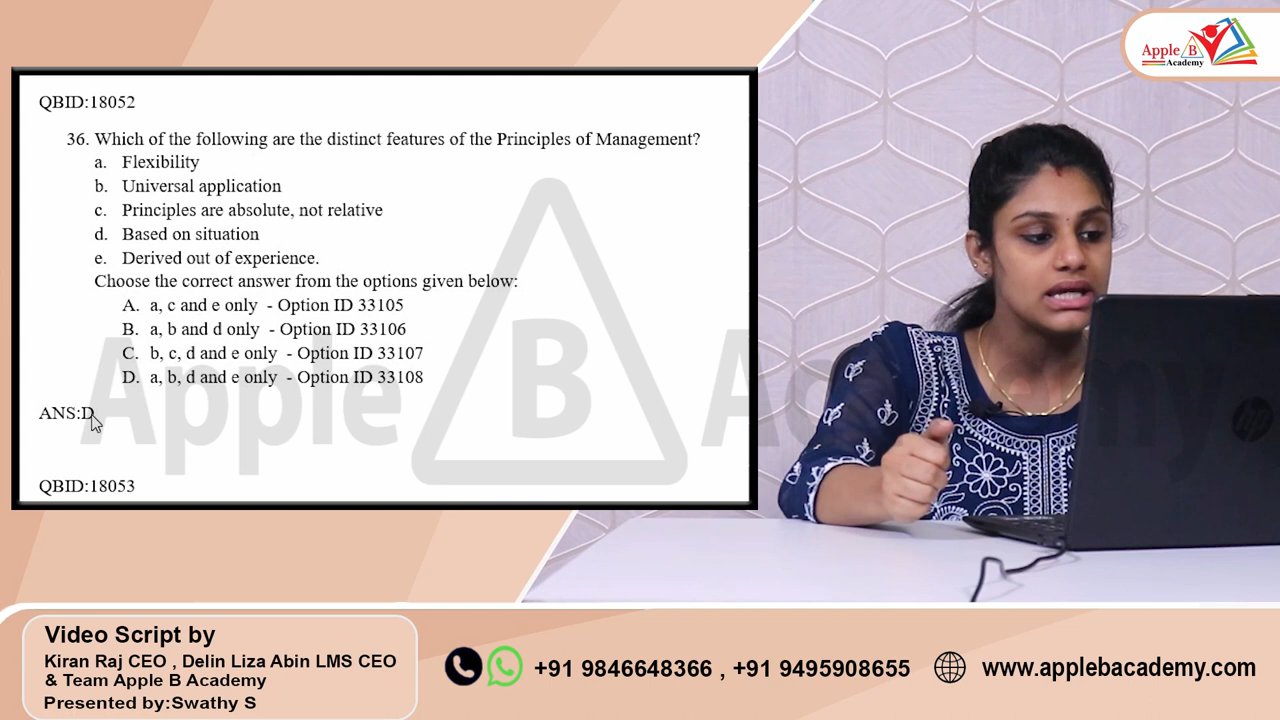 Apple B
Academy
QBID:18052
36. Which of the following are the distinct features of the Principles of Management?
a. Flexibility
b. Universal application
c. Principles are absolute, not relative
d. Based on situation
e. Derived out of experience.
Choose the correct answer from the options given below:
A. a, c and e only - Option ID 33105
B. a, b and d only - Option ID 33106
C. b, c, d and e only - Option ID 33107
D. a, b, d and e only - Option ID 33108
ANS:D
QBID:18053
Apple B Academy
hp
Video Script by
Kiran Raj CEO , Delin Liza Abin LMS CEO
& Team Apple B Academy
Presented by:Swathy S
+91 9846648366 , +91 9495908655
www.applebacademy.com